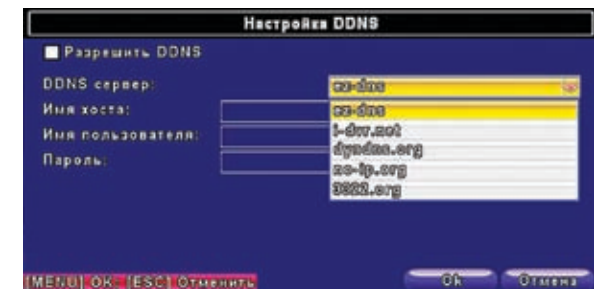 Настройка DDNS
Разрешить DDNS
DDNS сервер: ez-dns
Имя хоста: ez-dns
i-dvr.net
Имя пользователя:
dyndns.org
Пароль:
no-ip.org
3322.org
[MENU] OK- [ESC] Отменить Ok Отмена